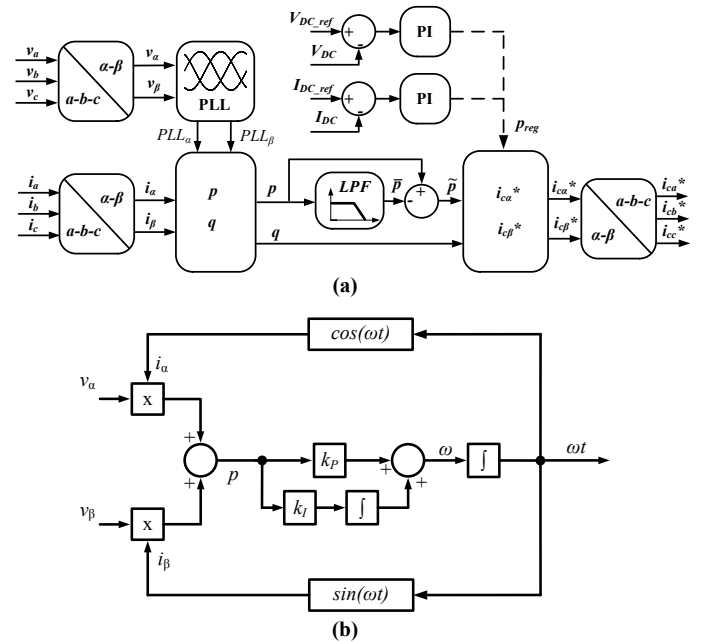 V_DC_ref
V_DC
PI
I_DC_ref
I_DC
PI
p_reg
v_a
v_b
v_c
α-β
a-b-c
v_α
v_β
PLL
PLL_α
PLL_β
i_a
i_b
i_c
α-β
a-b-c
i_α
i_β
p
q
p
q
LPF
p̅
p̃
+
-
+
-
-
+
i_cα*
i_cβ*
i_cα*
i_cβ*
a-b-c
α-β
i_ca*
i_cb*
i_cc*
(a)
cos(ωt)
i_α
v_α
x
+
+
p
k_P
k_I
∫
+
+
ω
∫
ωt
v_β
x
i_β
sin(ωt)
(b)